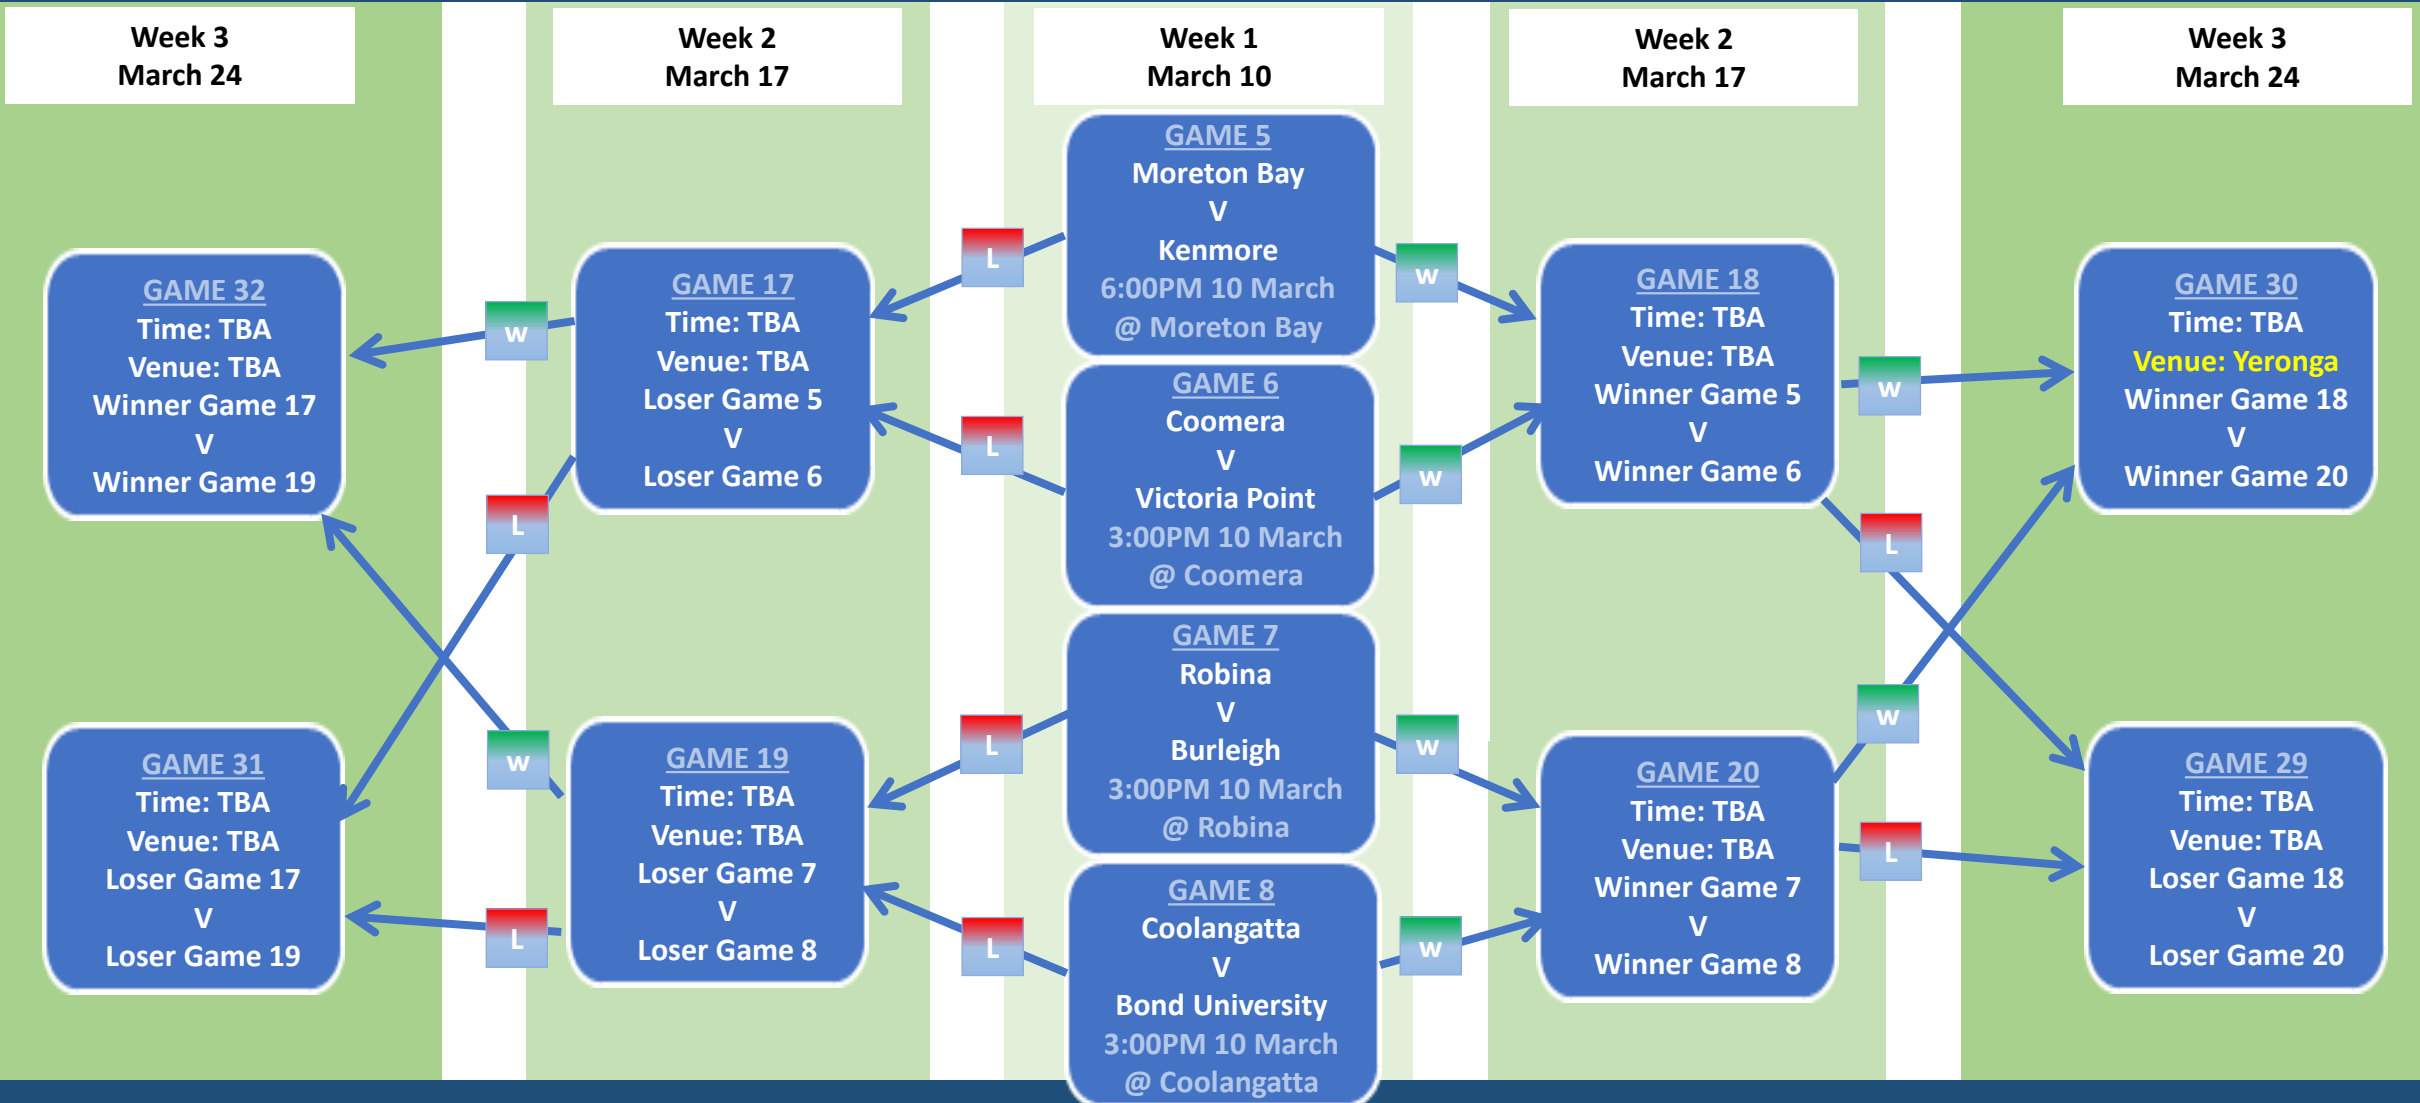 Week 3
March 24
Week 2
March 17
Week 1
March 10
Week 2
March 17
Week 3
March 24
GAME 32
Time: TBA
Venue: TBA
Winner Game 17
V
Winner Game 19
GAME 31
Time: TBA
Venue: TBA
Loser Game 17
V
Loser Game 19
w
L
w
L
GAME 17
Time: TBA
Venue: TBA
Loser Game 5
V
Loser Game 6
GAME 19
Time: TBA
Venue: TBA
Loser Game 7
V
Loser Game 8
L
L
L
L
GAME 5
Moreton Bay
V
Kenmore
6:00PM 10 March
@ Moreton Bay
GAME 6
Coomera
V
Victoria Point
3:00PM 10 March
@ Coomera
GAME 7
Robina
V
Burleigh
3:00PM 10 March
@ Robina
GAME 8
Coolangatta
V
Bond University
3:00PM 10 March
@ Coolangatta
w
w
w
w
GAME 18
Time: TBA
Venue: TBA
Winner Game 5
V
Winner Game 6
GAME 20
Time: TBA
Venue: TBA
Winner Game 7
V
Winner Game 8
w
L
w
L
GAME 30
Time: TBA
Venue: Yeronga
Winner Game 18
V
Winner Game 20
GAME 29
Time: TBA
Venue: TBA
Loser Game 18
V
Loser Game 20